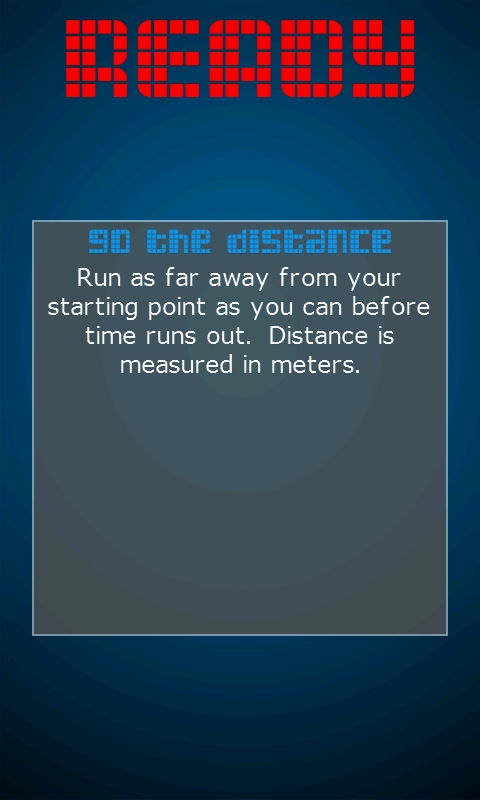 READY
go the distance
Run as far away from your
starting point as you can before
time runs out.  Distance is
measured in meters.